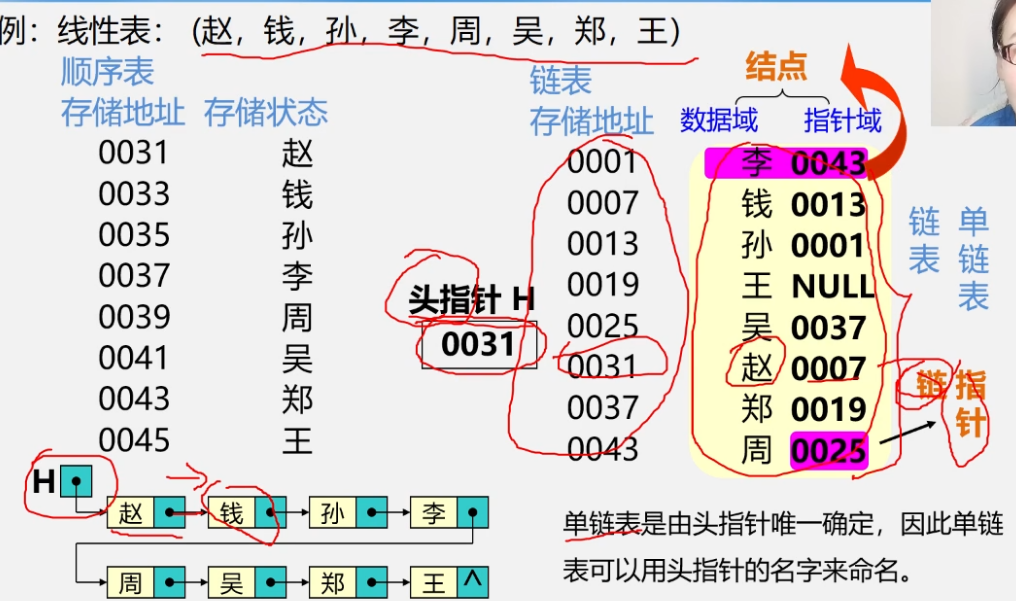 例：线性表：（赵，钱，孙，李，周，吴，郑，王）
顺序表
存储地址 存储状态
0031 赵
0033 钱
0035 孙
0037 李
0039 周
0041 吴
0043 郑
0045 王
链表
存储地址
结点
数据域 指针域
0001 李 0043
0007 钱 0013
0013 孙 0001
0019 王 NULL
0025 吴 0037
0031 赵 0007
0037 郑 0019
0043 周 0025
头指针 H
0031
链表
单链表
链
指针
H
赵 钱 孙 李
周 吴 郑 王 ^
单链表是由头指针唯一确定，因此单链
表可以用头指针的名字来命名。